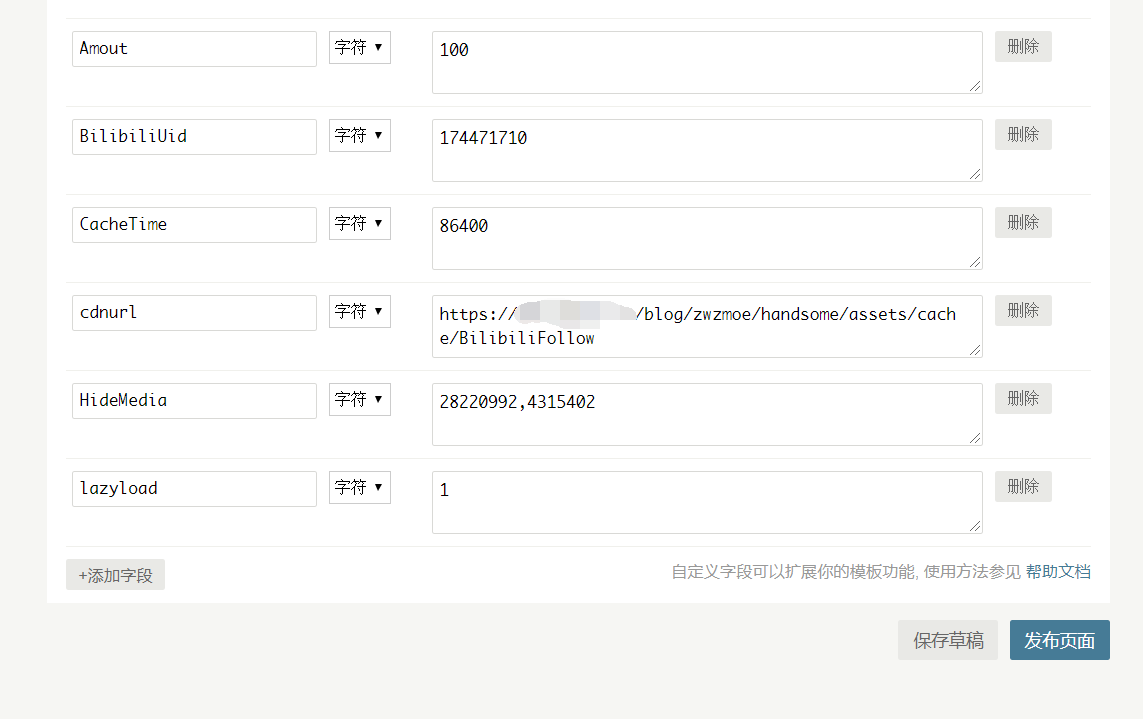 Amout 字符 ▼ 100 删除
BilibiliUid 字符 ▼ 174471710 删除
CacheTime 字符 ▼ 86400 删除
cdnurl 字符 ▼ https:// /blog/zwzmoe/handsome/assets/cach 删除
e/BilibiliFollow
HideMedia 字符 ▼ 28220992,4315402 删除
lazyload 字符 ▼ 1 删除
+添加字段 自定义字段可以扩展你的模板功能, 使用方法参见 帮助文档
保存草稿 发布页面